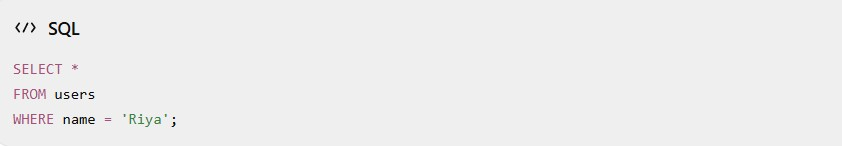 </> SQL
SELECT *
FROM users
WHERE name = 'Riya';